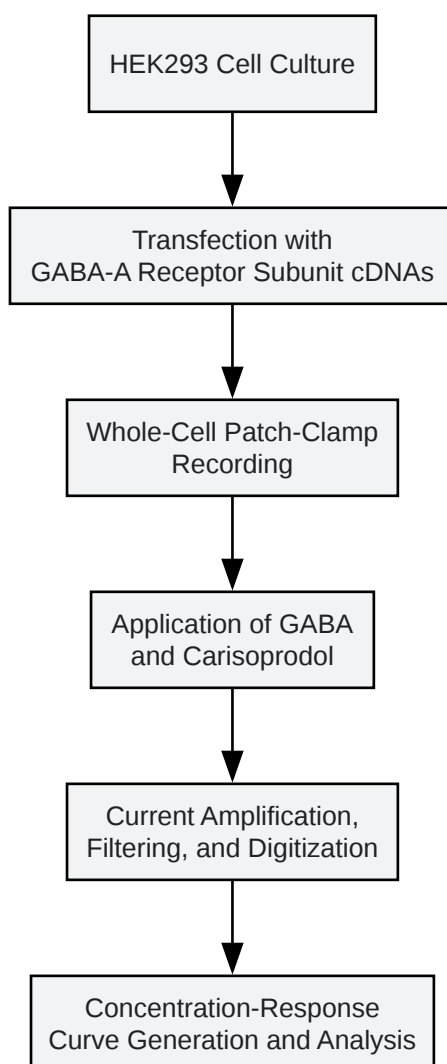 HEK293 Cell Culture
Transfection with
GABA-A Receptor Subunit cDNAs
Whole-Cell Patch-Clamp
Recording
Application of GABA
and Carisoprodol
Current Amplification,
Filtering, and Digitization
Concentration-Response
Curve Generation and Analysis